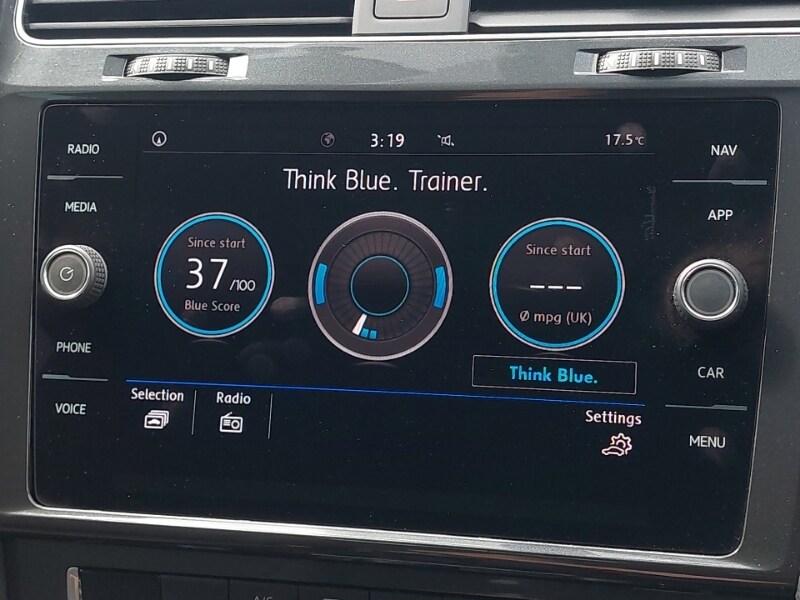 RADIO
MEDIA
PHONE
VOICE
3:19
17.5°C
Think Blue. Trainer.
Since start
37/100
Blue Score
Since start
---
Ø mpg (UK)
Think Blue.
Selection
Radio
Settings
NAV
APP
CAR
MENU
A/C